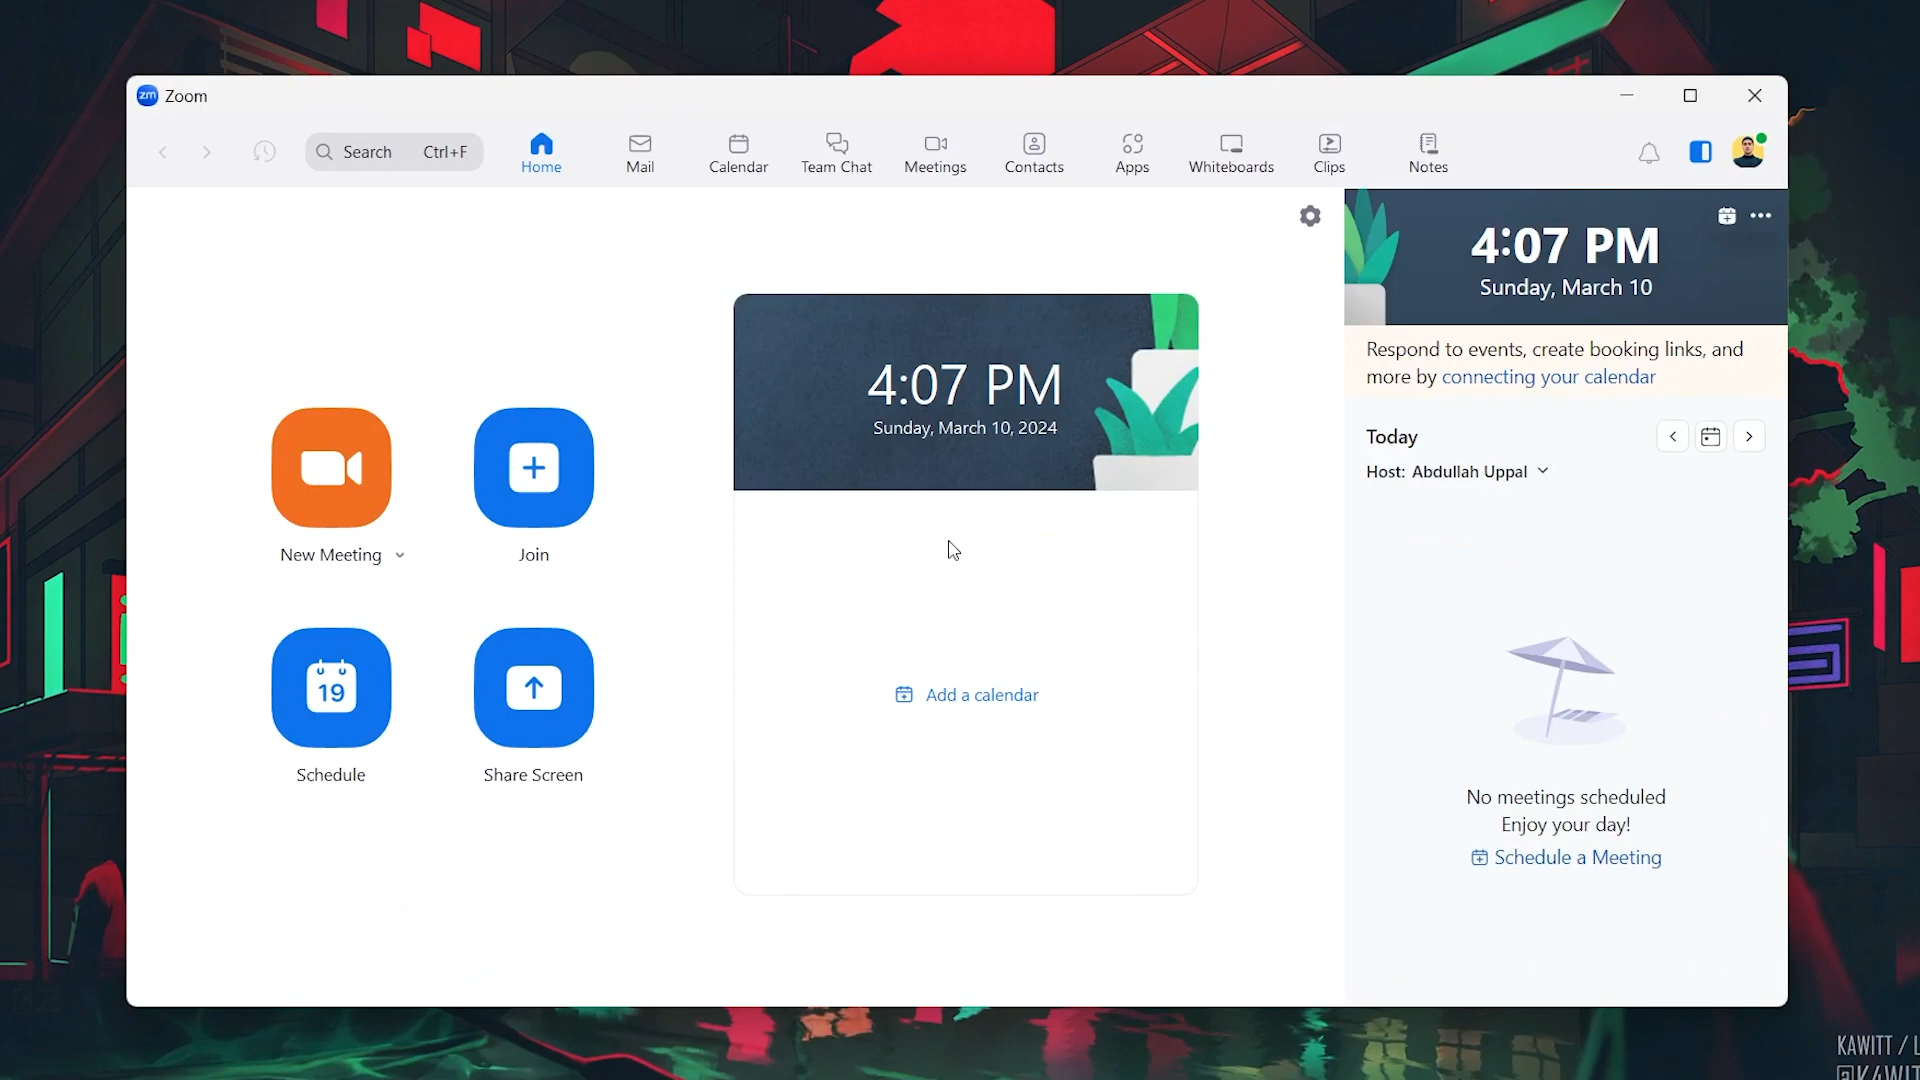 zm Zoom
Search Ctrl+F
Home
Mail
Calendar
Team Chat
Meetings
Contacts
Apps
Whiteboards
Clips
Notes
4:07 PM
Sunday, March 10
Respond to events, create booking links, and
more by connecting your calendar
Today
Host: Abdullah Uppal
No meetings scheduled
Enjoy your day!
Schedule a Meeting
4:07 PM
Sunday, March 10, 2024
Add a calendar
New Meeting
Join
19
Schedule
Share Screen
KAWITT /